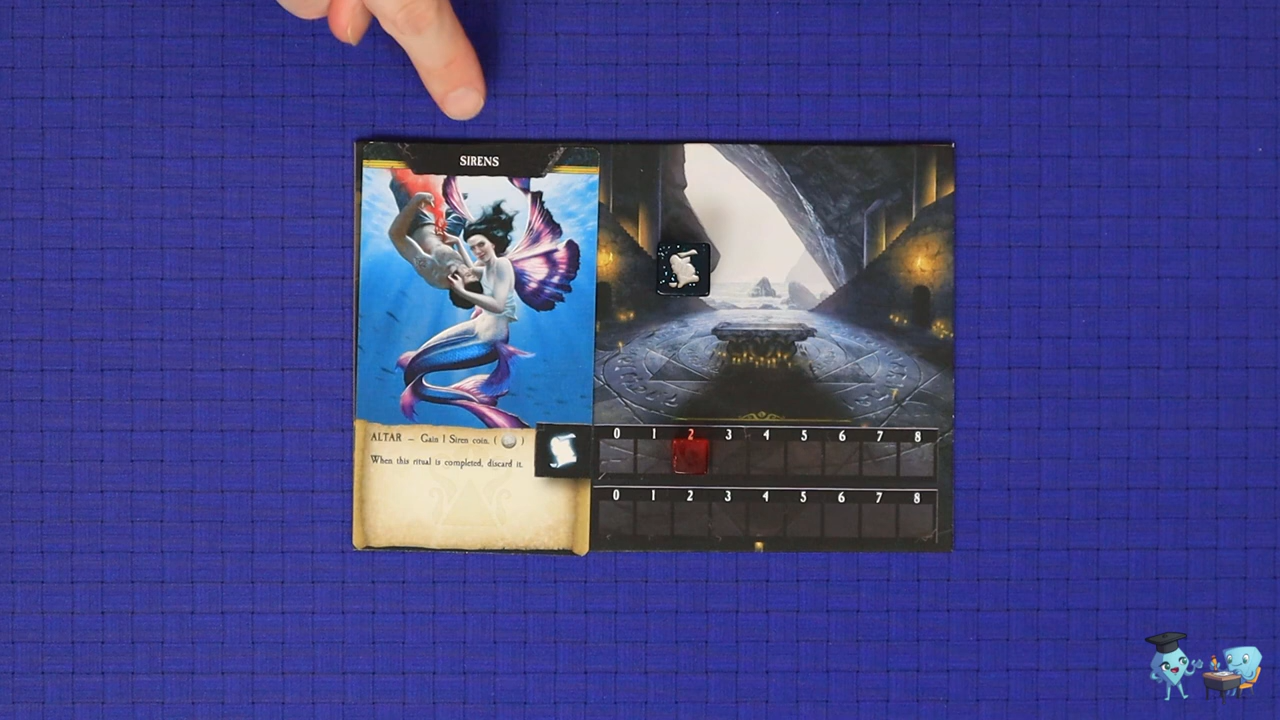 SIRENS
ALTAR – Gain 1 Siren coin. ( )
When this ritual is completed, discard it.
0 1 2 3 4 5 6 7 8
0 1 2 3 4 5 6 7 8